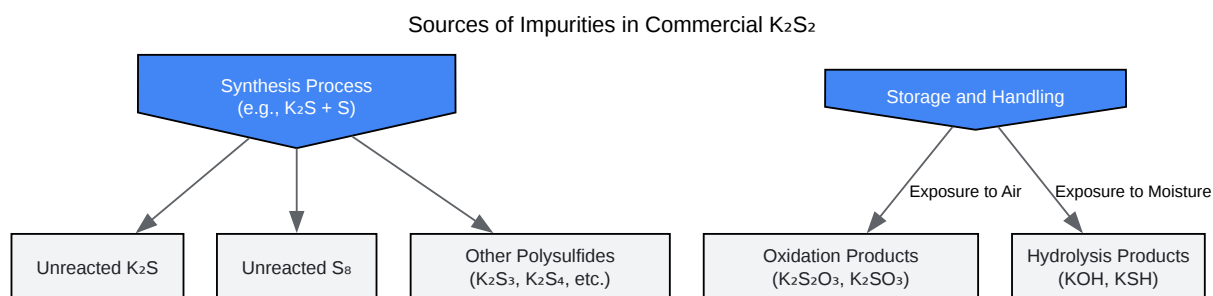 Sources of Impurities in Commercial K₂S₂
Synthesis Process
(e.g., K₂S + S)
Storage and Handling
Exposure to Air
Exposure to Moisture
Unreacted K₂S
Unreacted S₈
Other Polysulfides
(K₂S₃, K₂S₄, etc.)
Oxidation Products
(K₂S₂O₃, K₂SO₃)
Hydrolysis Products
(KOH, KSH)